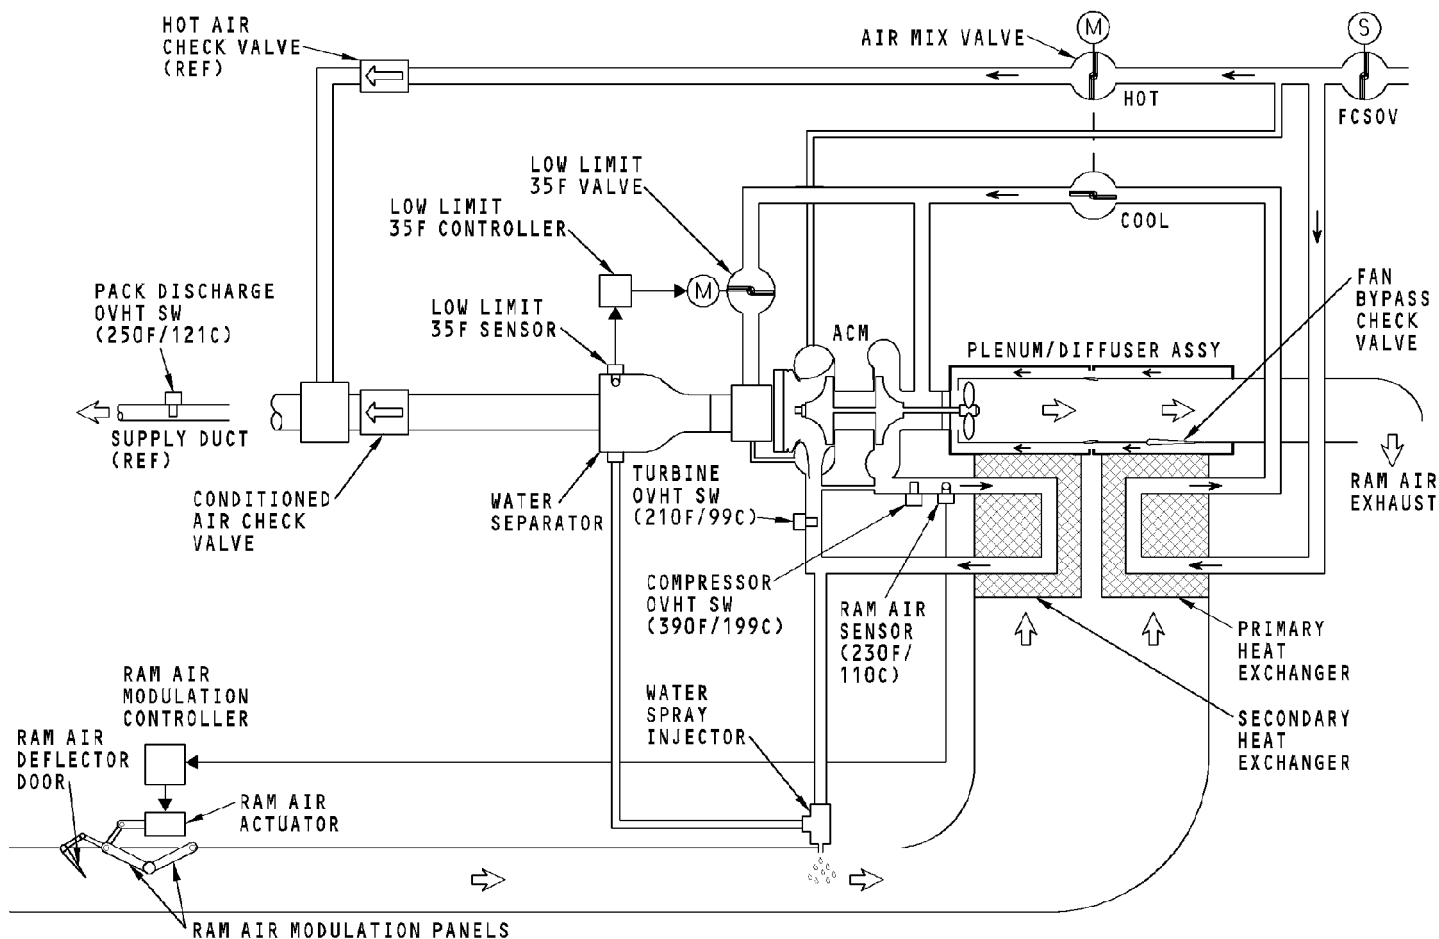 HOT AIR
CHECK VALVE
(REF)
AIR MIX VALVE
M
S
HOT
FCSOV
LOW LIMIT
35F VALVE
LOW LIMIT
35F CONTROLLER
COOL
M
PACK DISCHARGE
OVHT SW
(250F/121C)
LOW LIMIT
35F SENSOR
ACM
FAN
BYPASS
CHECK
VALVE
PLENUM/DIFFUSER ASSY
SUPPLY DUCT
(REF)
CONDITIONED
AIR CHECK
VALVE
WATER
SEPARATOR
TURBINE
OVHT SW
(210F/99C)
RAM AIR
EXHAUST
COMPRESSOR
OVHT SW
(390F/199C)
RAM AIR
SENSOR
(230F/
110C)
PRIMARY
HEAT
EXCHANGER
SECONDARY
HEAT
EXCHANGER
RAM AIR
MODULATION
CONTROLLER
WATER
SPRAY
INJECTOR
RAM AIR
DEFLECTOR
DOOR
RAM AIR
ACTUATOR
RAM AIR MODULATION PANELS